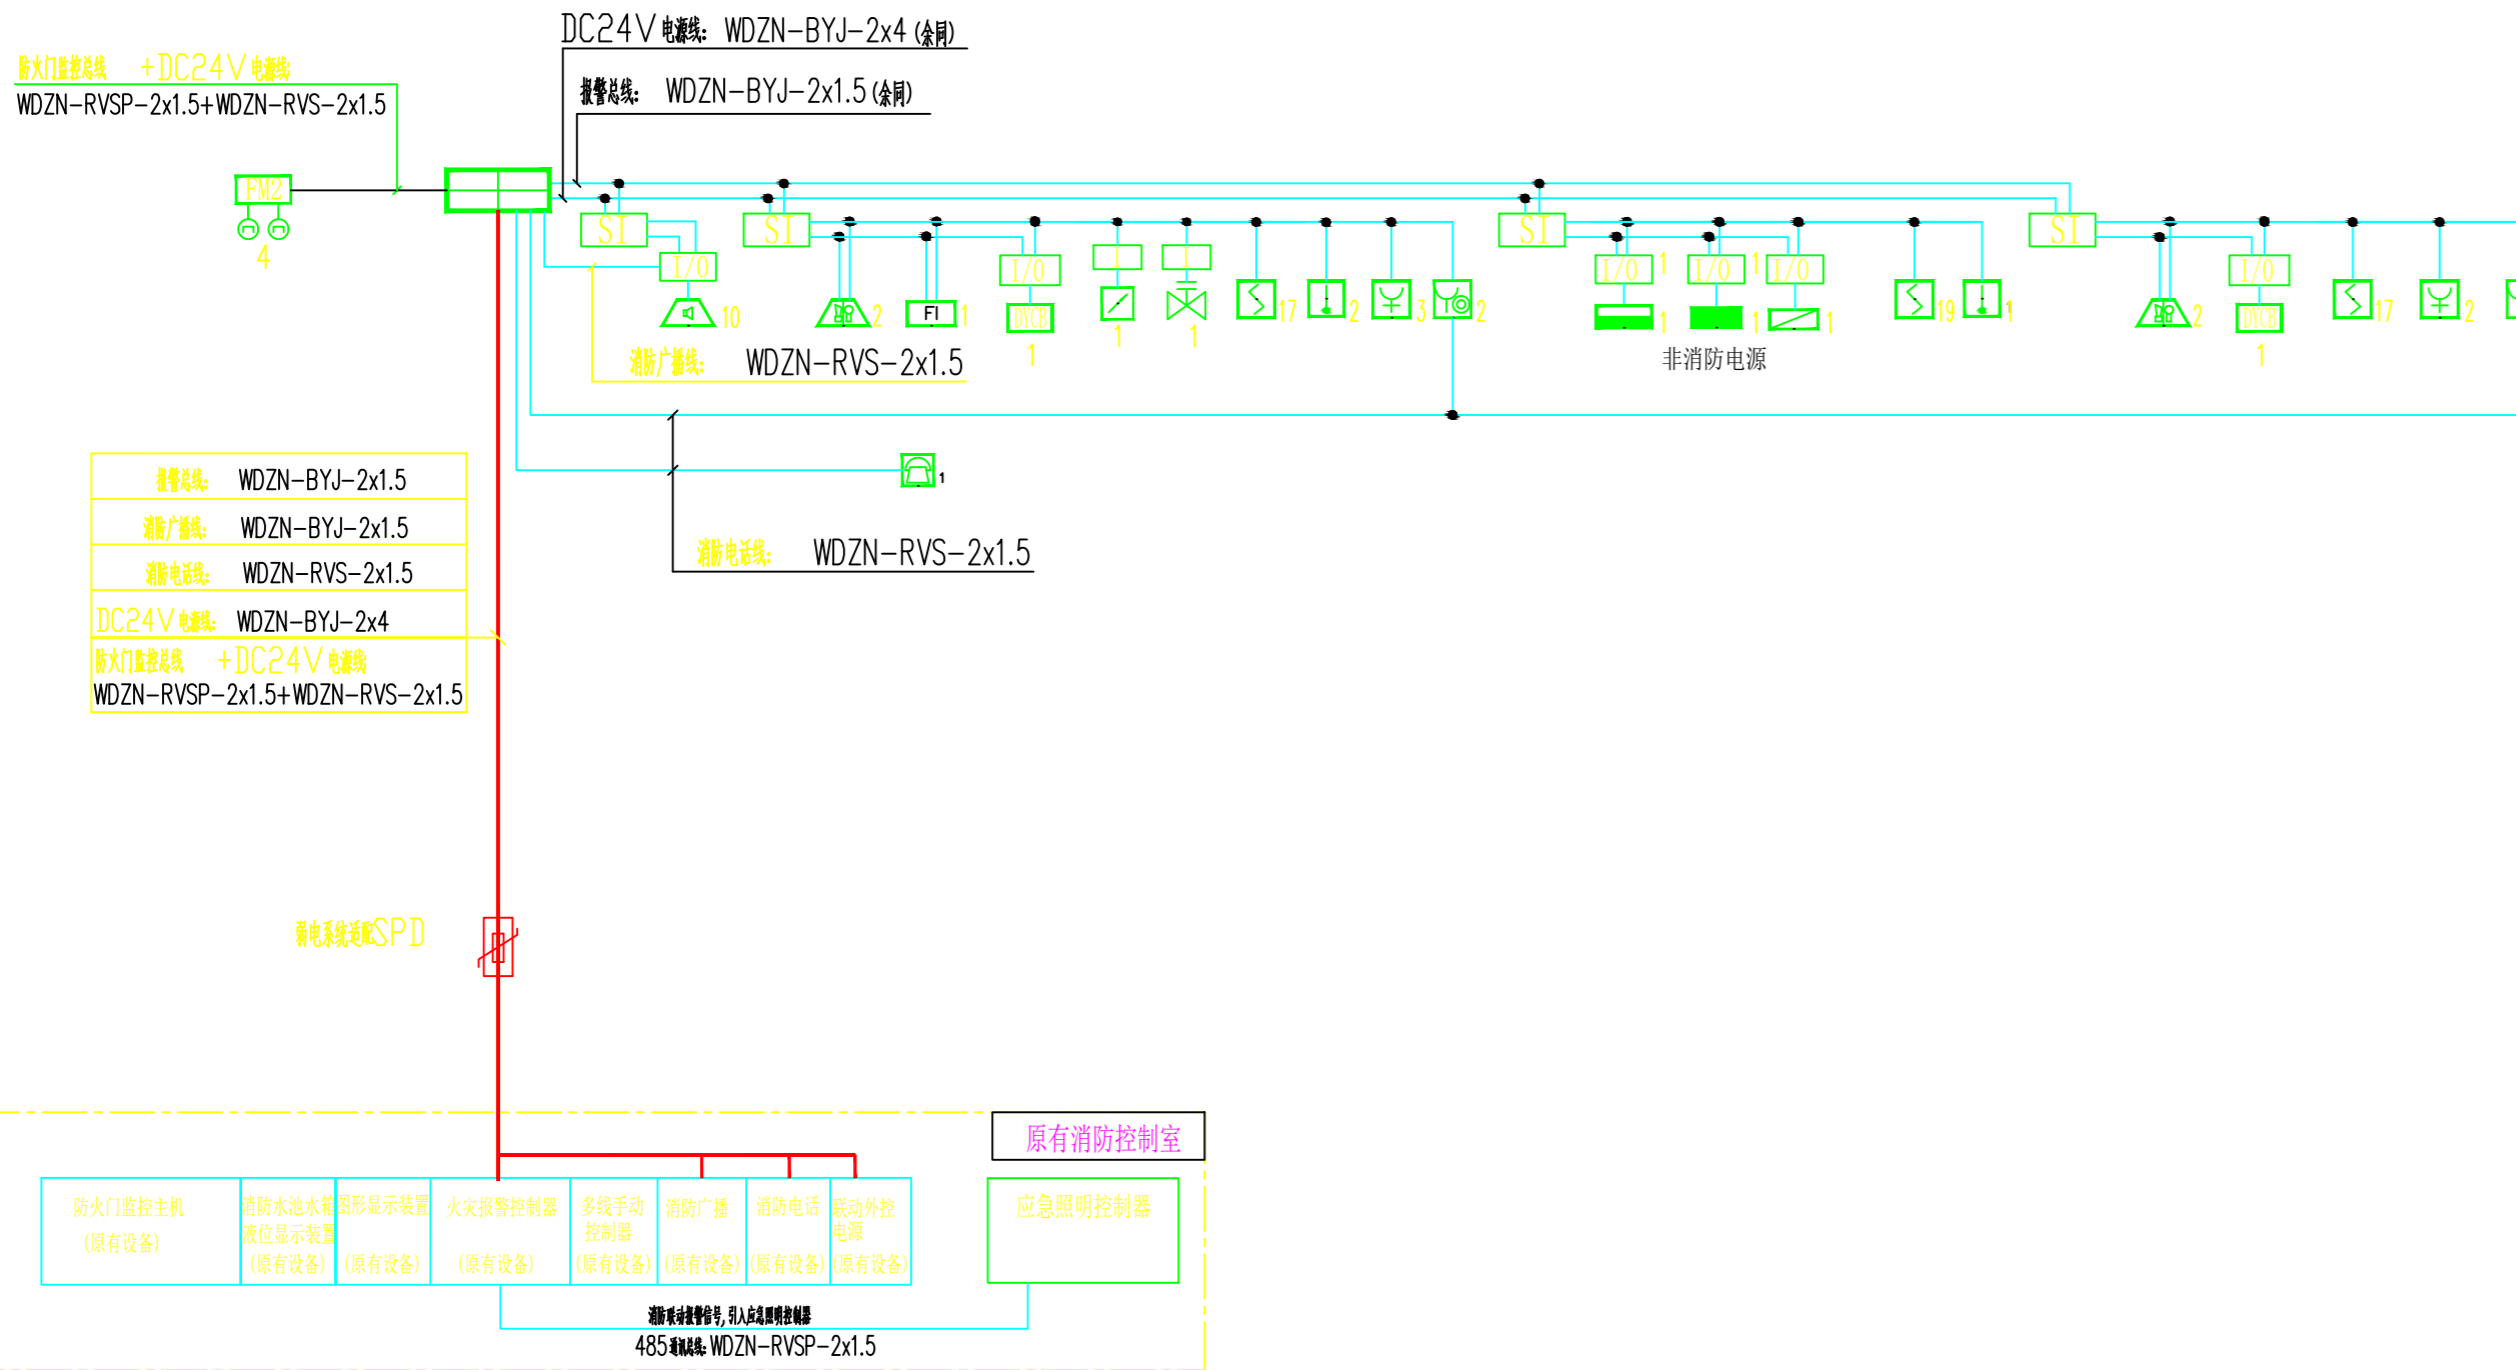 DC24V电源线: WDZN-BYJ-2x4(余同)
防火门监控总线 +DC24V电源线
WDZN-RVSP-2x1.5+WDZN-RVS-2x1.5
报警总线: WDZN-BYJ-2x1.5(余同)
FM2
4
SI
SI
SI
SI
I/O
10
2
FI
1
I/O
DYCB
1
1
1
17
2
3
2
I/O
1
I/O
1
I/O
1
1
1
19
1
2
I/O
DYCB
1
17
2
消防广播线: WDZN-RVS-2x1.5
非消防电源
1
消防电话线: WDZN-RVS-2x1.5
报警总线: WDZN-BYJ-2x1.5
消防广播线: WDZN-BYJ-2x1.5
消防电话线: WDZN-RVS-2x1.5
DC24V电源线: WDZN-BYJ-2x4
防火门监控总线 +DC24V电源线
WDZN-RVSP-2x1.5+WDZN-RVS-2x1.5
弱电系统适配SPD
原有消防控制室
防火门监控主机
(原有设备)
消防水池水箱
液位显示装置
(原有设备)
图形显示装置
(原有设备)
火灾报警控制器
(原有设备)
多线手动
控制器
(原有设备)
消防广播
(原有设备)
消防电话
(原有设备)
联动外控
电源
(原有设备)
应急照明控制器
消防联动报警信号,引入应急照明控制器
485通讯总线:WDZN-RVSP-2x1.5